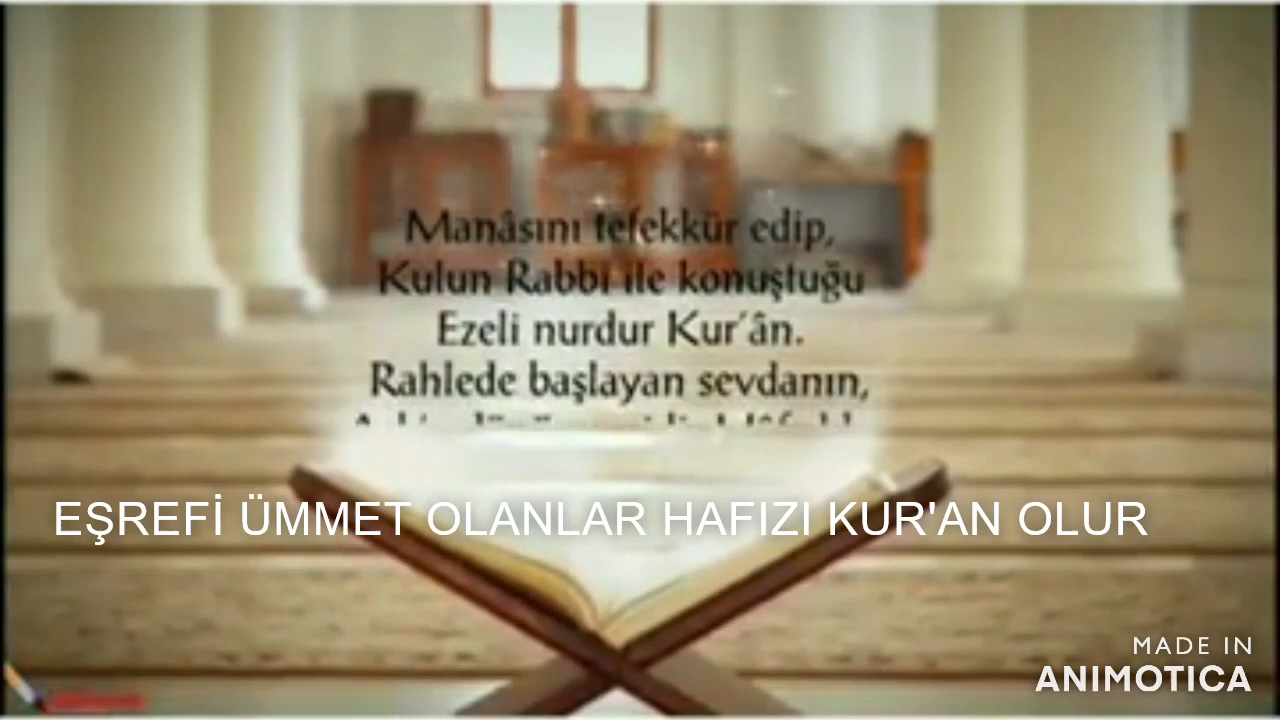 Manâsını tefekkür edip,
Kulun Rabbi ile konuştuğu
Ezeli nurdur Kur'ân.
Rahlede başlayan sevdanın,
EŞREFİ ÜMMET OLANLAR HAFIZI KUR'AN OLUR
MADE IN
ANIMOTICA